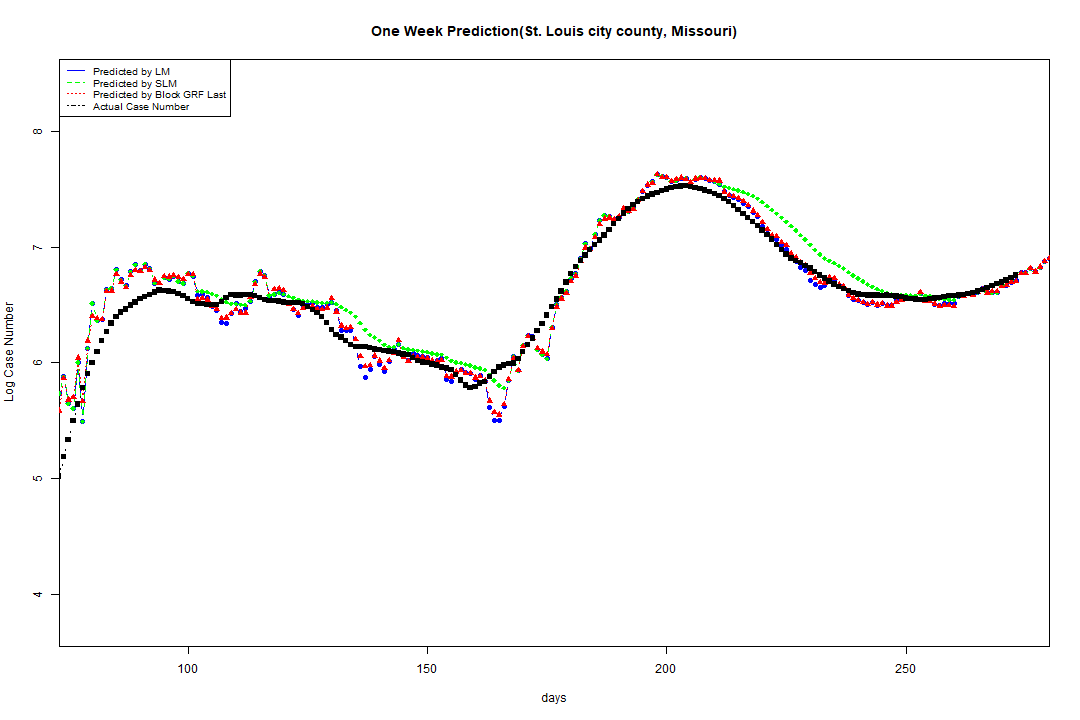 One Week Prediction(St. Louis city county, Missouri)
Predicted by LM
Predicted by SLM
Predicted by Block GRF Last
Actual Case Number
8
7
6
5
4
Log Case Number
100 150 200 250
days